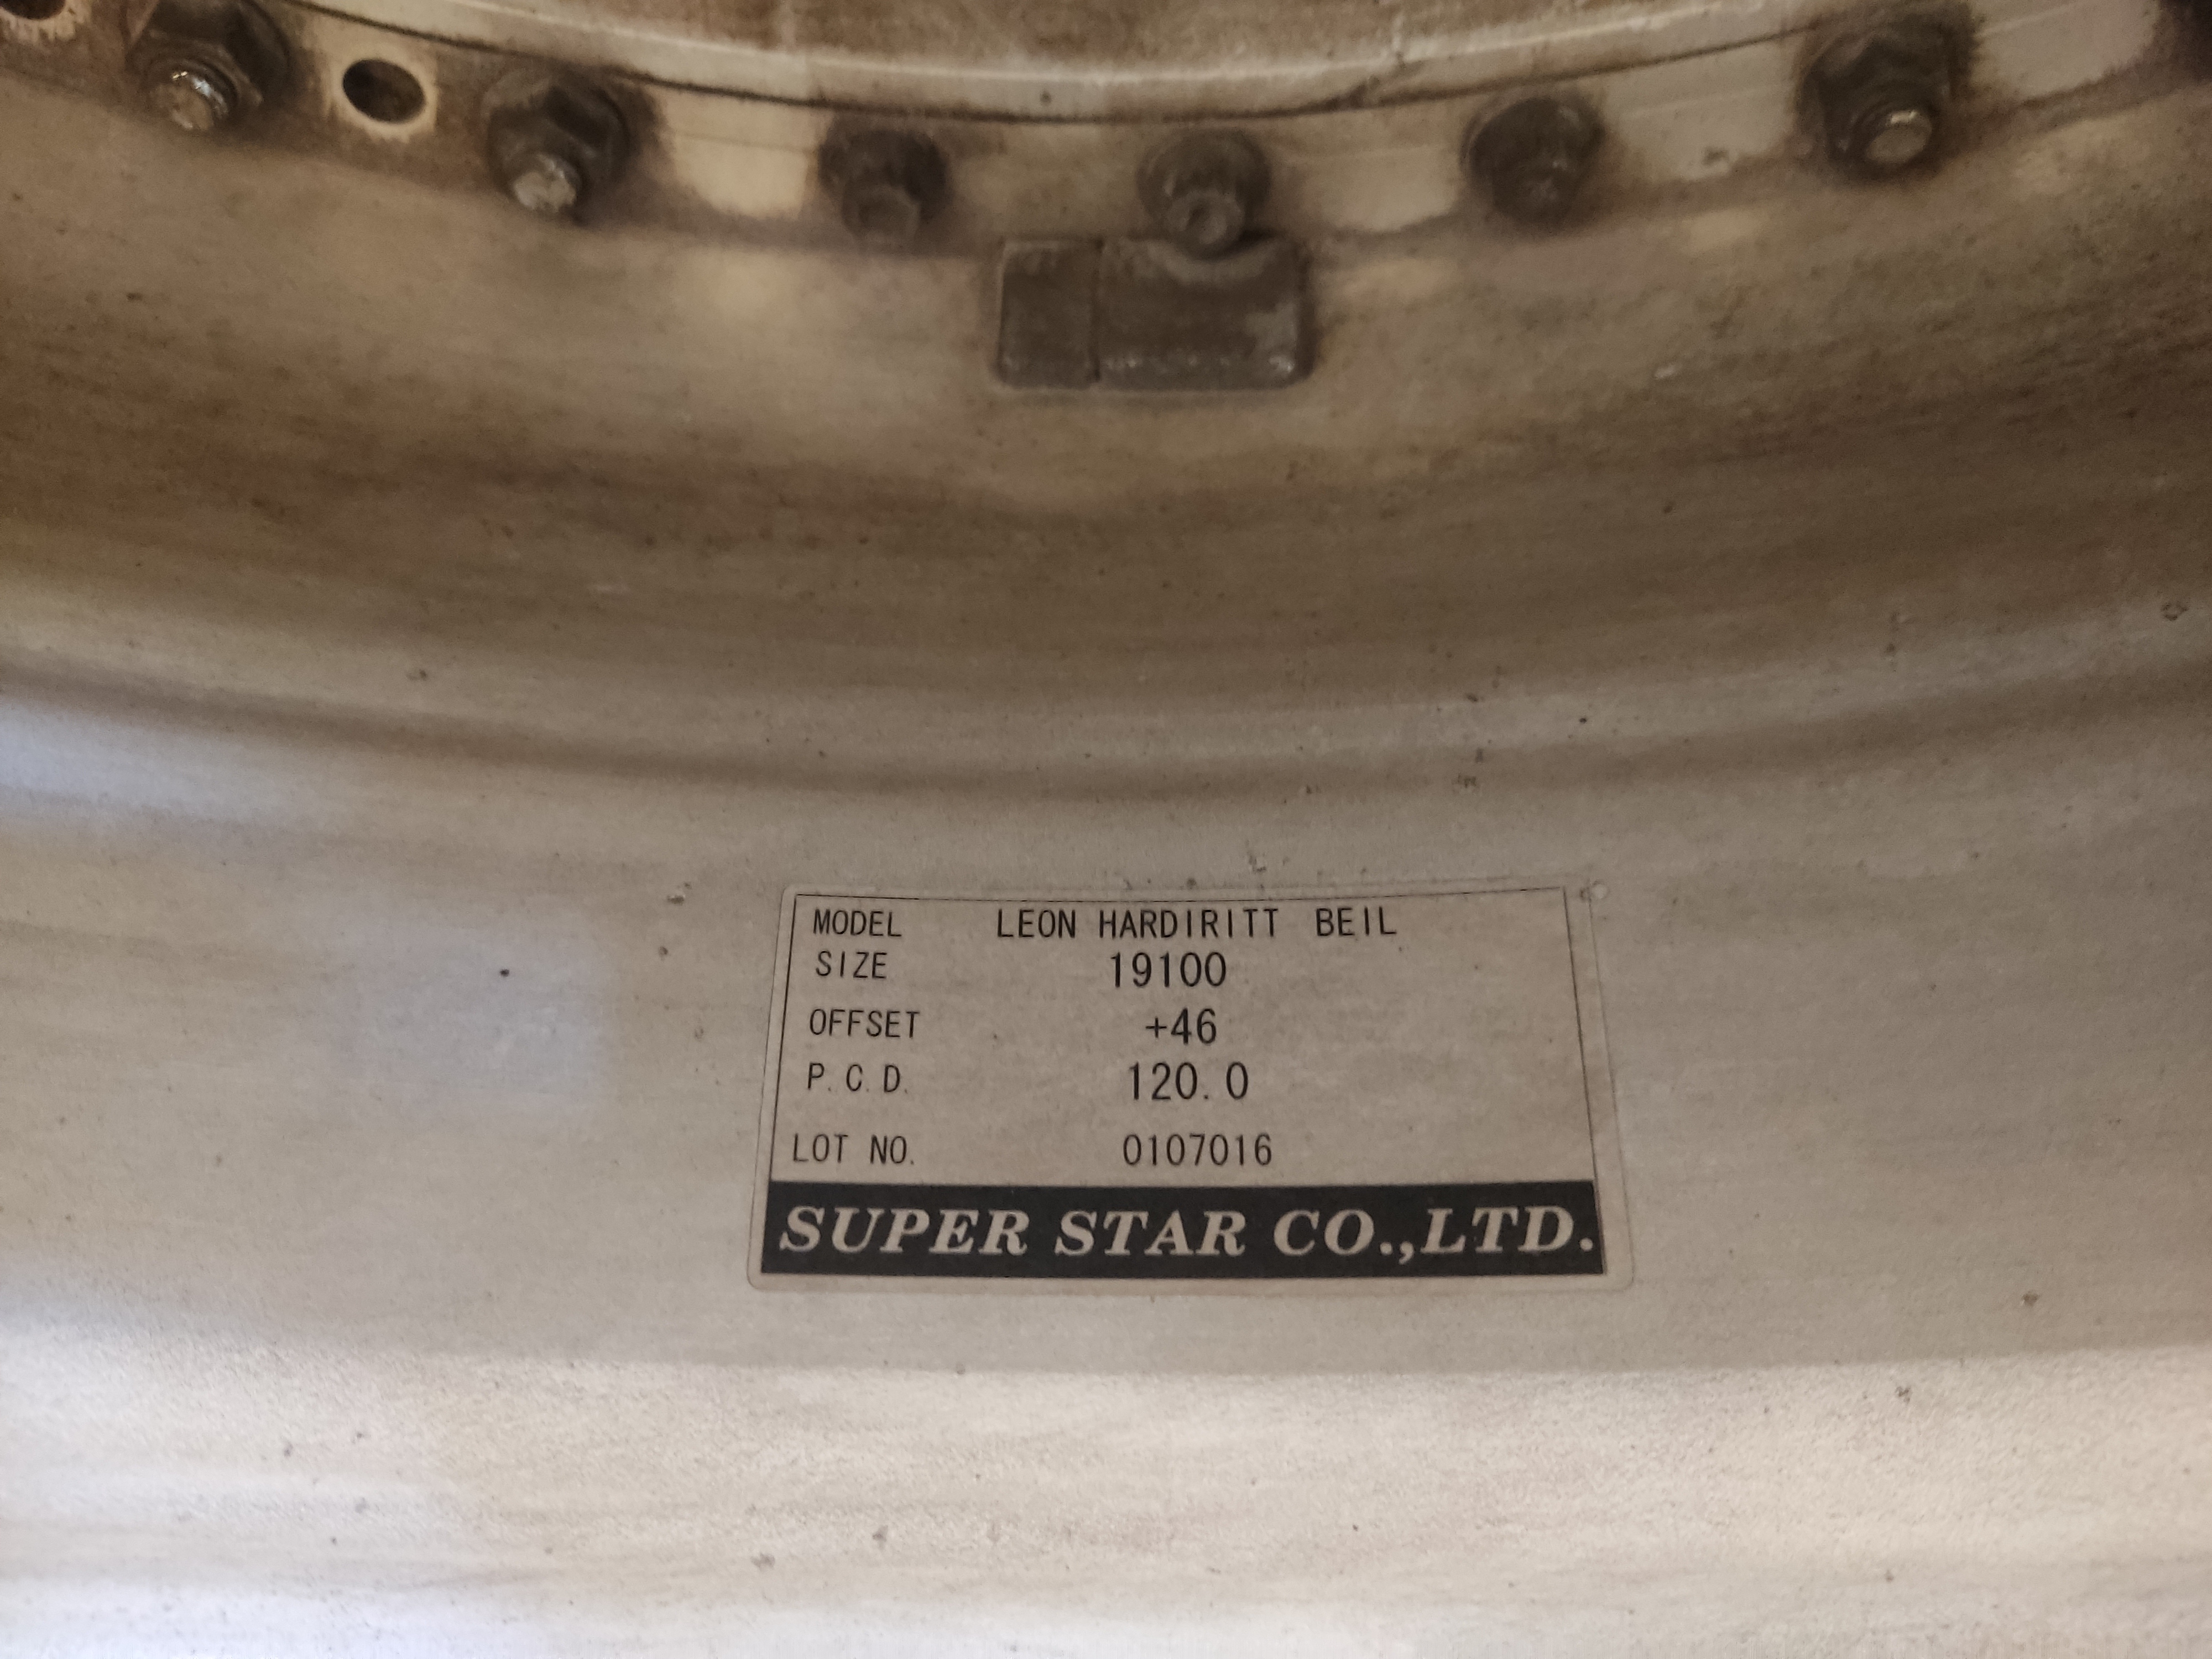 MODEL LEON HARDIRITT BEIL
SIZE 19100
OFFSET +46
P.C.D. 120.0
LOT NO. 0107016
SUPER STAR CO.,LTD.